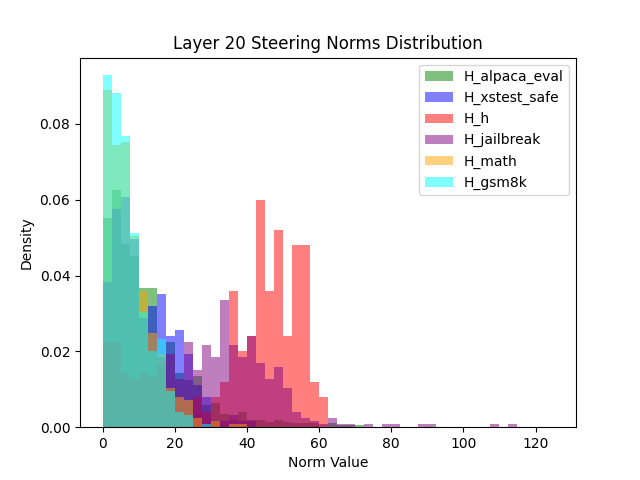 Layer 20 Steering Norms Distribution
H_alpaca_eval
H_xstest_safe
H_h
H_jailbreak
H_math
H_gsm8k
Density
0.08
0.06
0.04
0.02
0.00
0 20 40 60 80 100 120
Norm Value